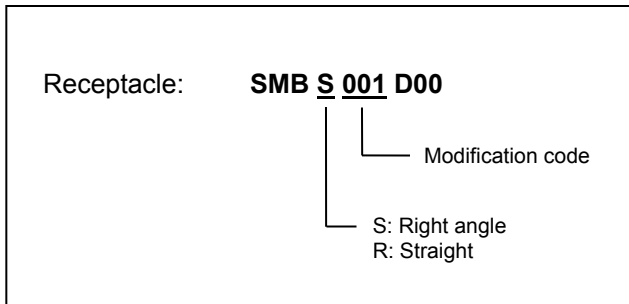 Receptacle: SMB S 001 D00
Modification code
S: Right angle
R: Straight